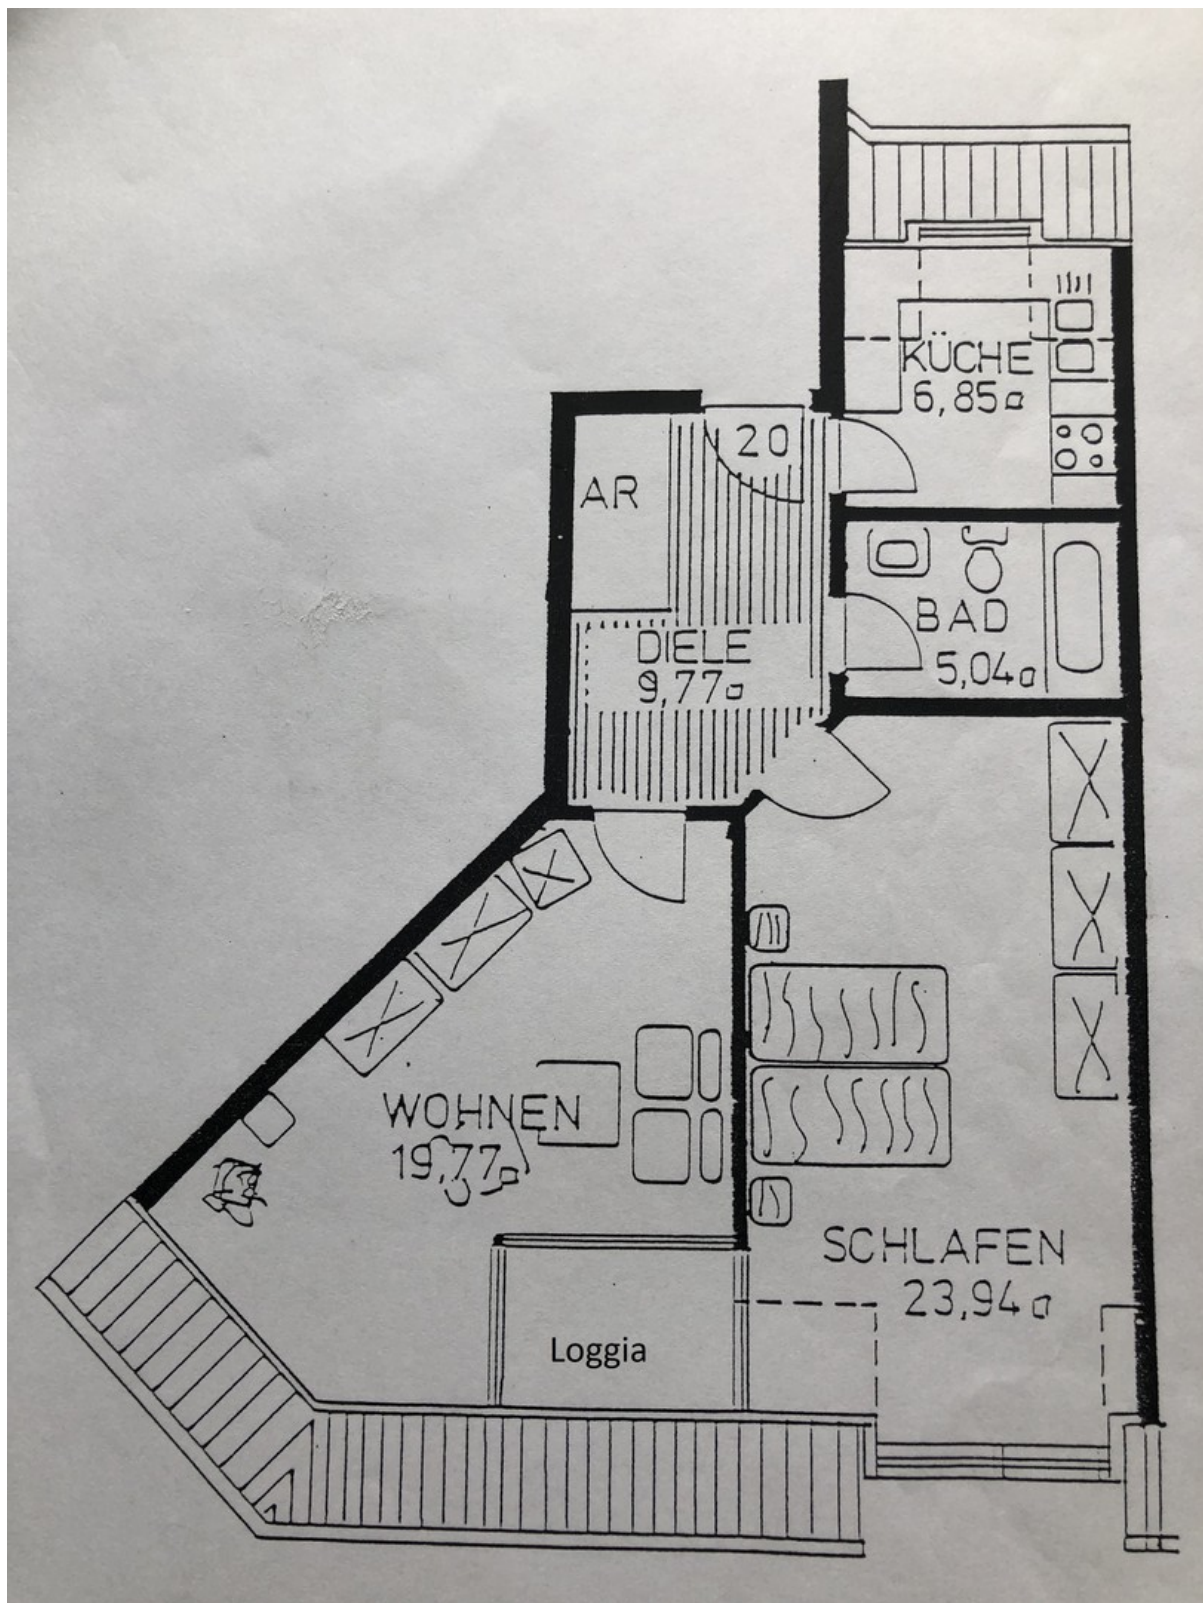 KÜCHE
6,85□
20
AR
DIELE
9,77□
BAD
5,04□
WOHNEN
19,77□
SCHLAFEN
23,94□
Loggia